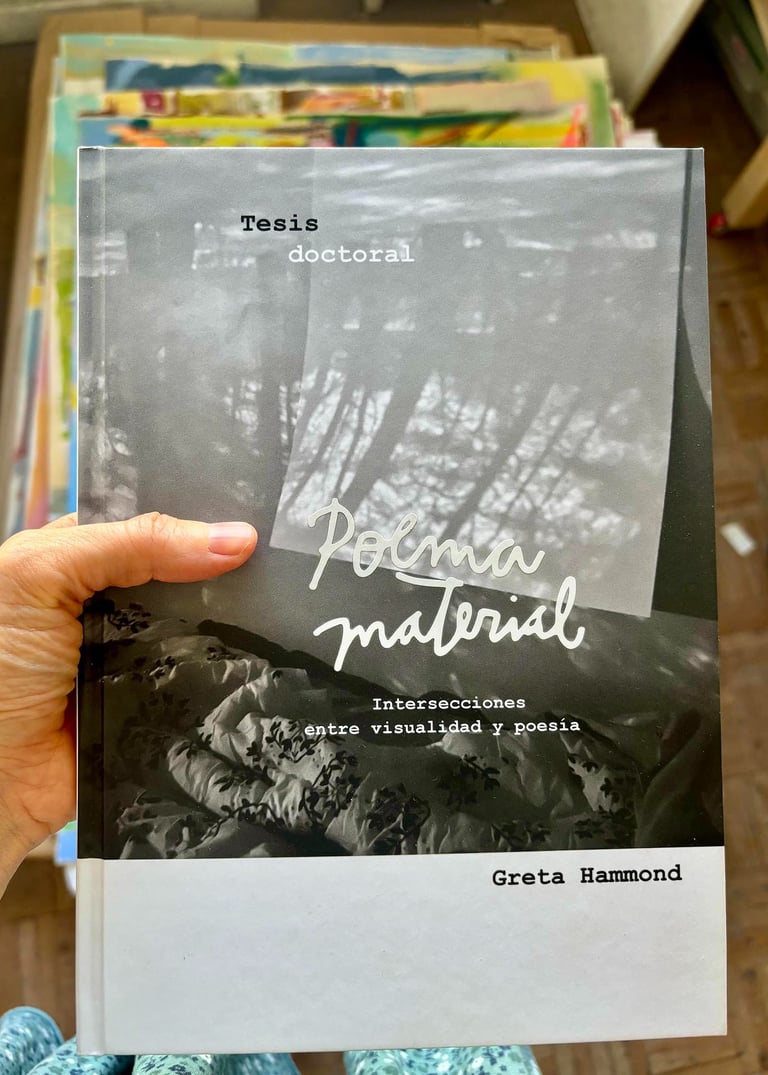 Tesis
doctoral
Poema
material
Intersecciones
entre visualidad y poesía
Greta Hammond